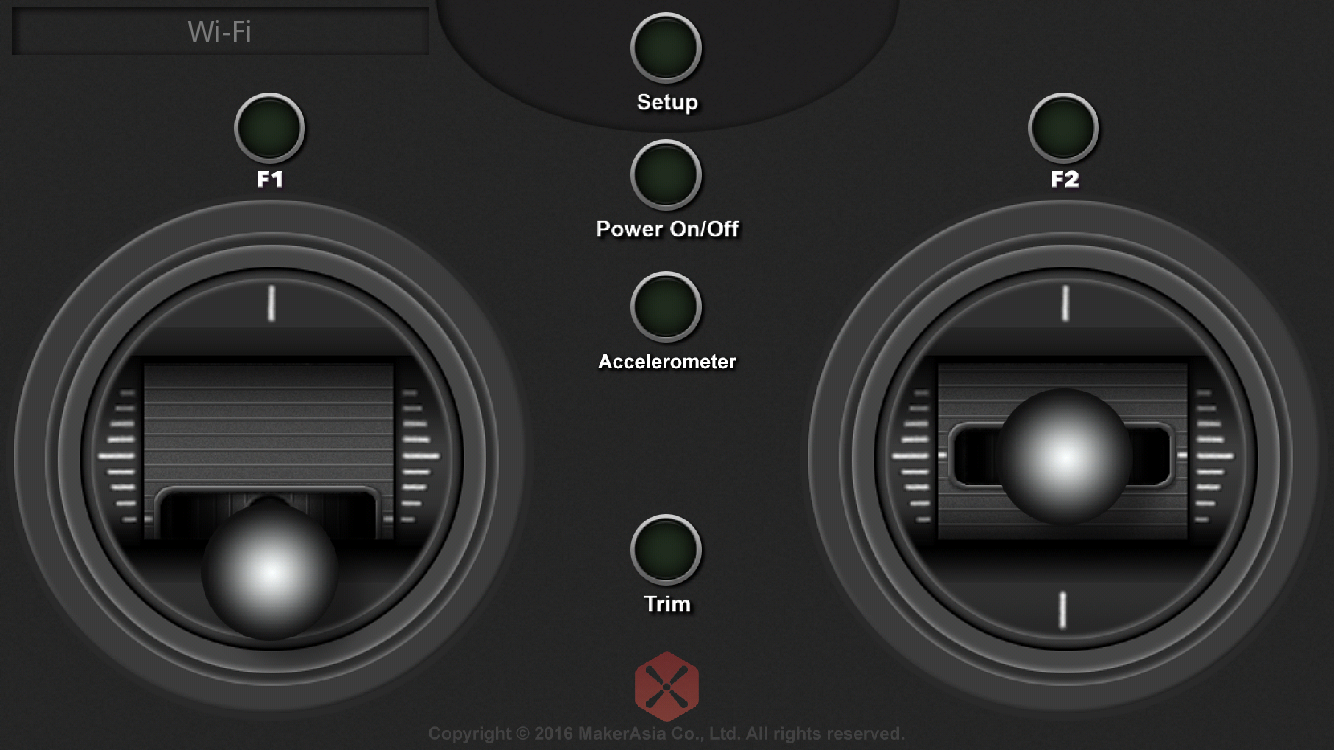 Wi-Fi
Setup
F1
F2
Power On/Off
Accelerometer
Trim
Copyright © 2016 MakerAsia Co., Ltd. All rights reserved.